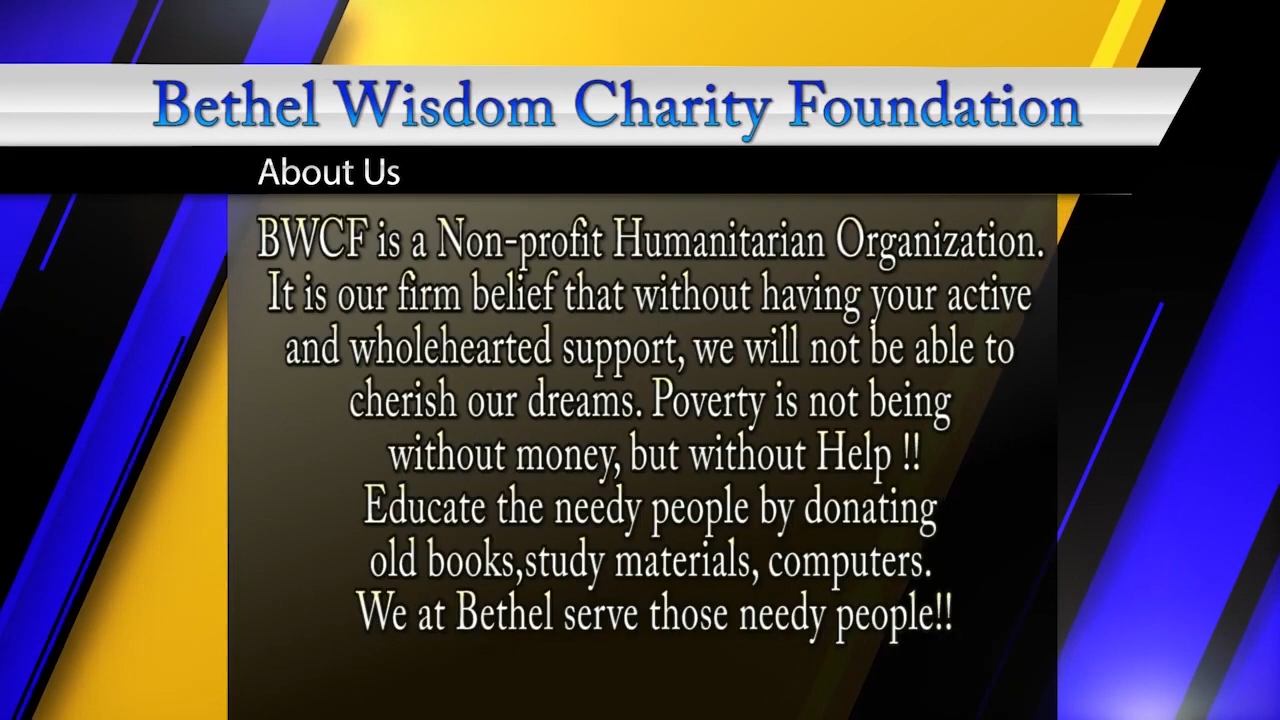 Bethel Wisdom Charity Foundation
About Us
BWCF is a Non-profit Humanitarian Organization.
It is our firm belief that without having your active
and wholehearted support, we will not be able to
cherish our dreams. Poverty is not being
without money, but without Help !!
Educate the needy people by donating
old books,study materials, computers.
We at Bethel serve those needy people!!